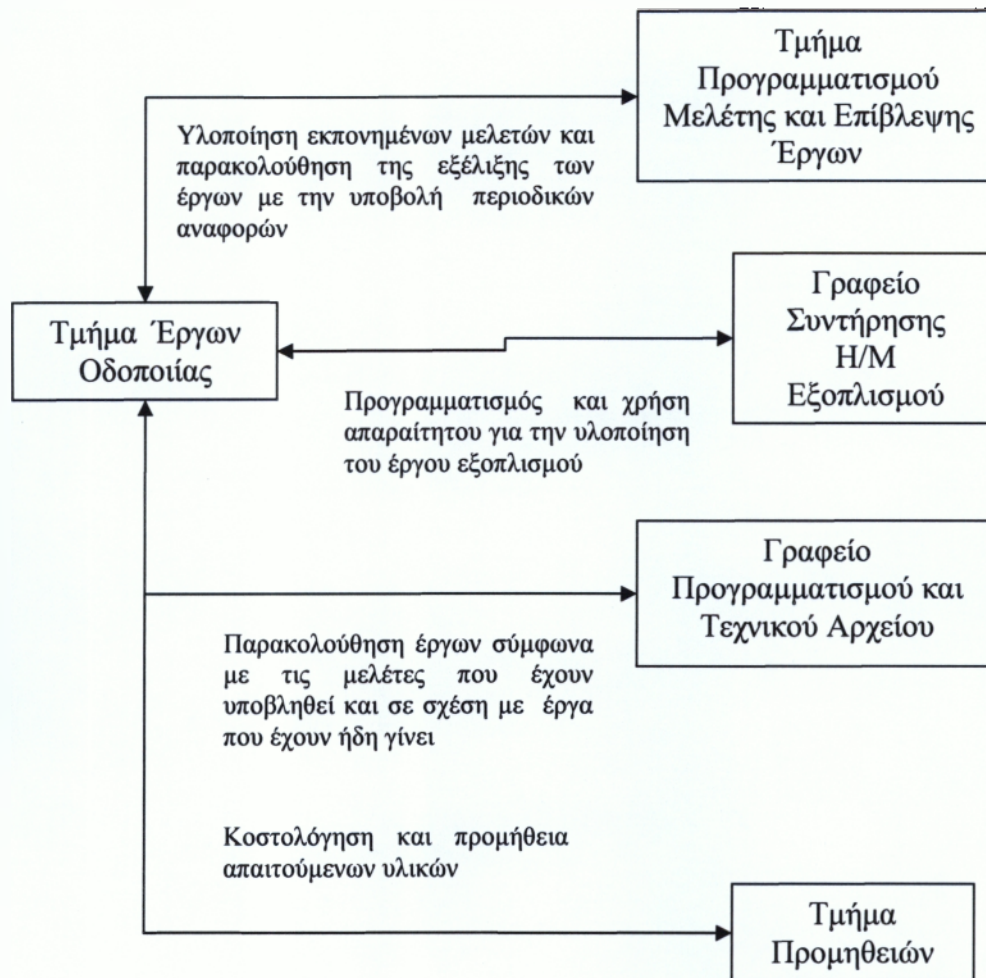 Τμήμα
Προγραμματισμού
Μελέτης και Επίβλεψης
Έργων
Υλοποίηση εκπονημένων μελετών και
παρακολούθηση της εξέλιξης των
έργων με την υποβολή περιοδικών
αναφορών
Γραφείο
Συντήρησης
Η/Μ
Εξοπλισμού
Τμήμα Έργων
Οδοποιίας
Προγραμματισμός και χρήση
απαραίτητου για την υλοποίηση
του έργου εξοπλισμού
Γραφείο
Προγραμματισμού και
Τεχνικού Αρχείου
Παρακολούθηση έργων σύμφωνα
με τις μελέτες που έχουν
υποβληθεί και σε σχέση με έργα
που έχουν ήδη γίνει
Κοστολόγηση και προμήθεια
απαιτούμενων υλικών
Τμήμα
Προμηθειών